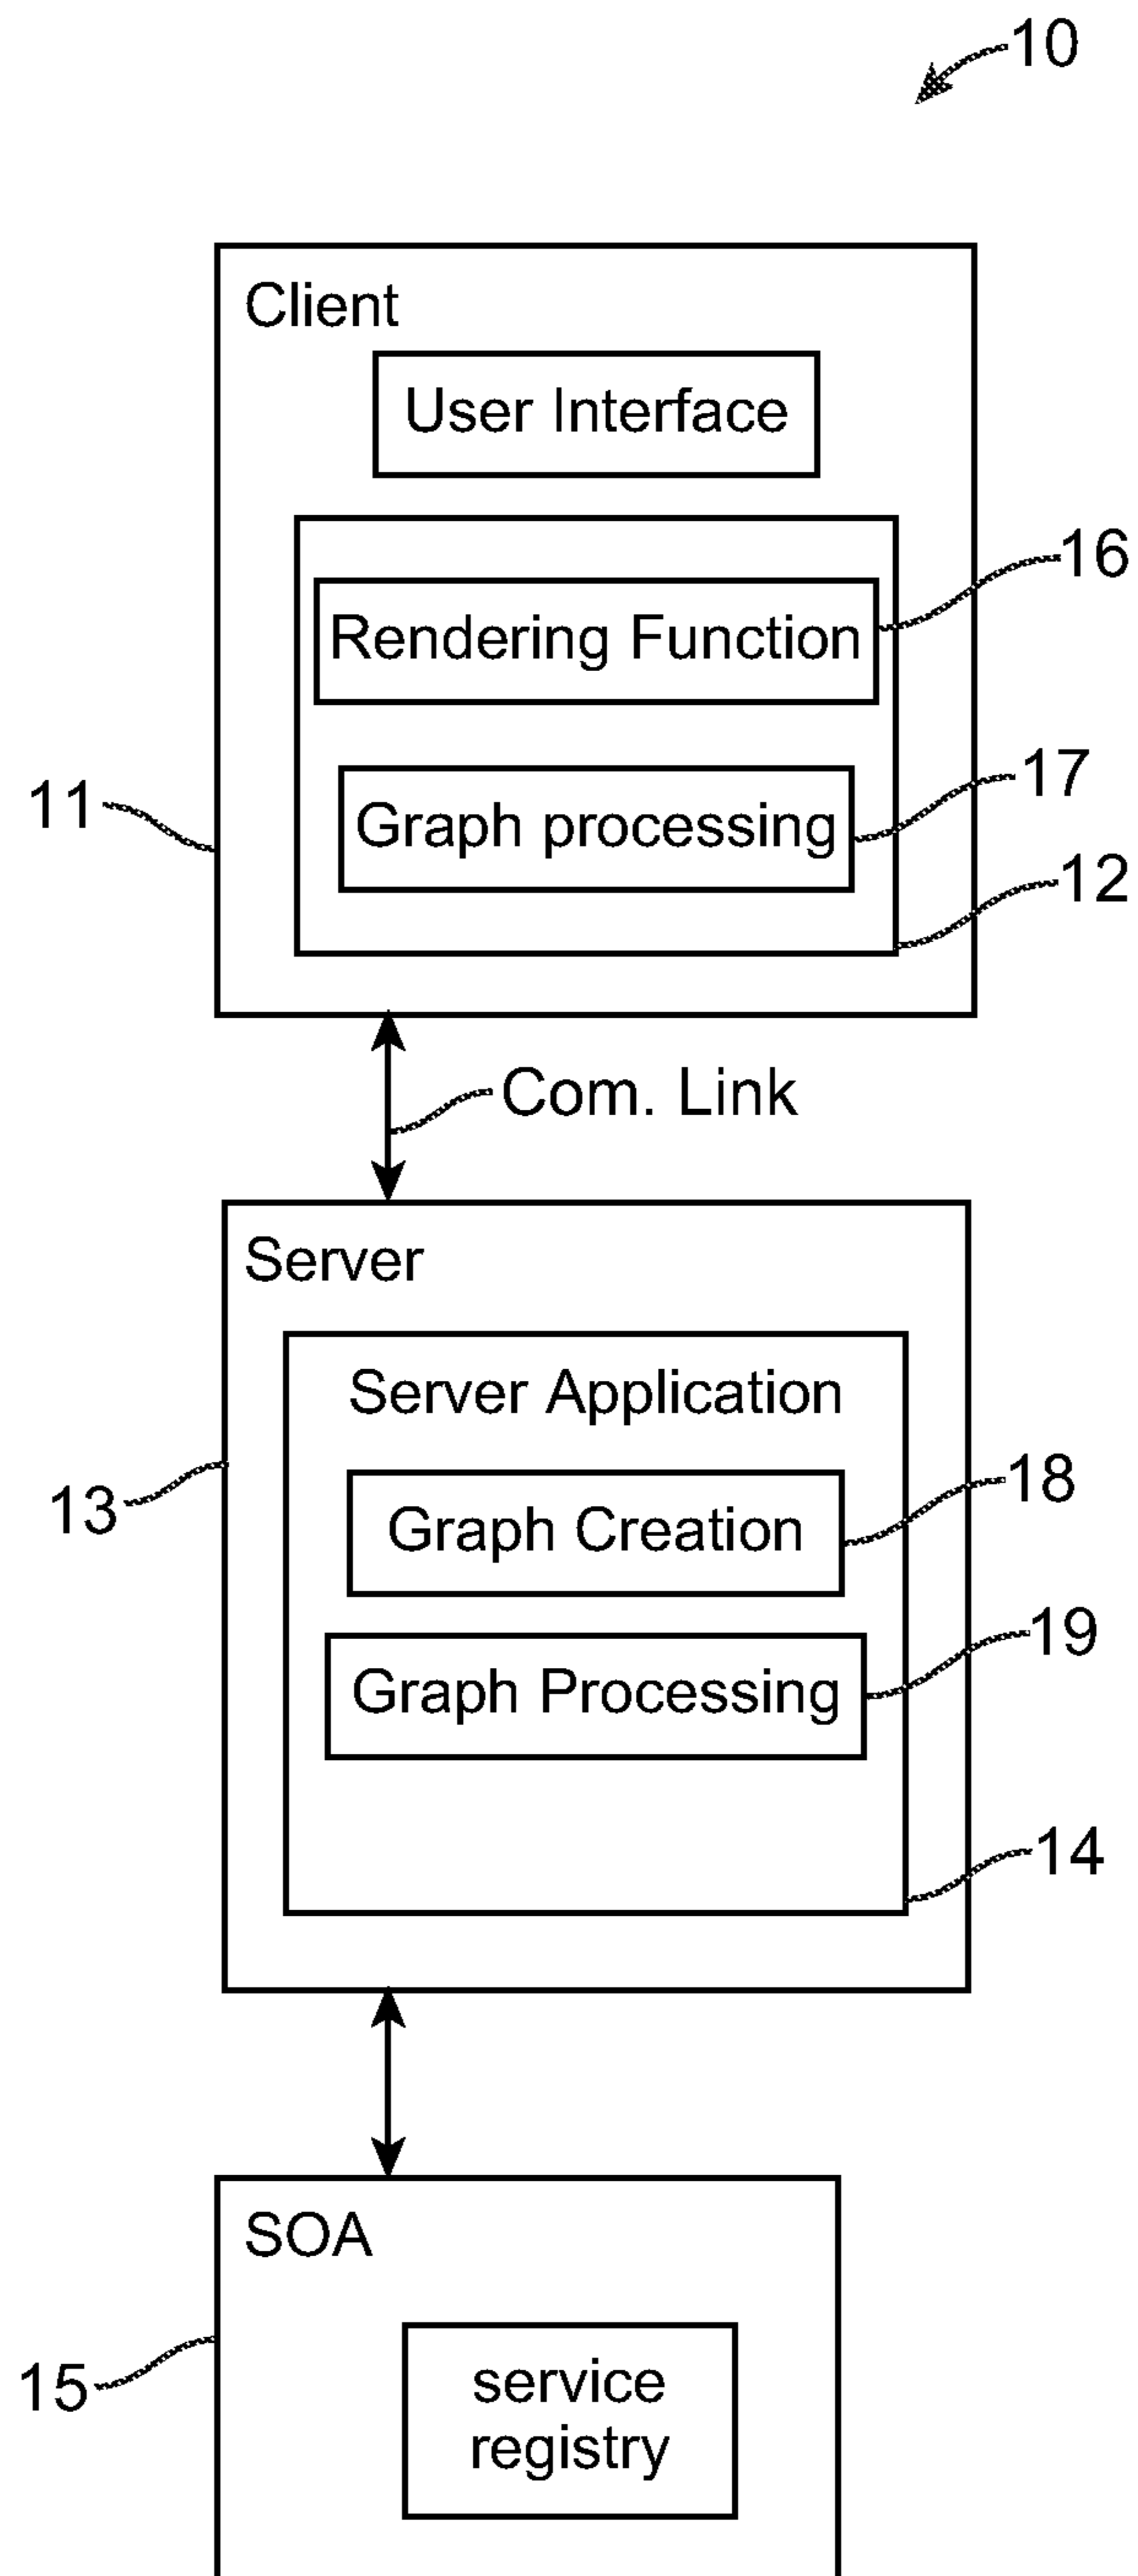 10
Client
User Interface
16
Rendering Function
17
11
Graph processing
12
Com. Link
Server
Server Application
18
13
Graph Creation
19
Graph Processing
14
SOA
15
service
registry